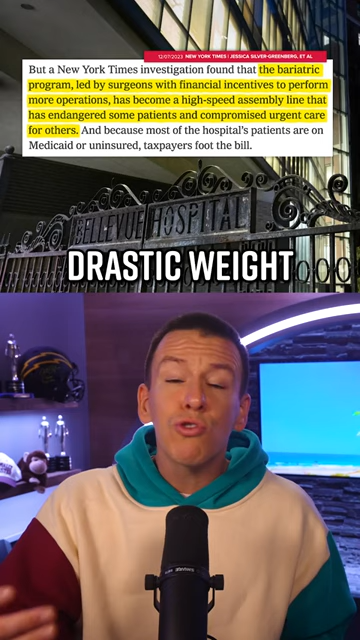 12/07/2023 NEW YORK TIMES | JESSICA SILVER-GREENBERG, ET AL
But a New York Times investigation found that the bariatric
program, led by surgeons with financial incentives to perform
more operations, has become a high-speed assembly line that
has endangered some patients and compromised urgent care
for others. And because most of the hospital's patients are on
Medicaid or uninsured, taxpayers foot the bill.
BELLEVUE HOSPITAL
DRASTIC WEIGHT